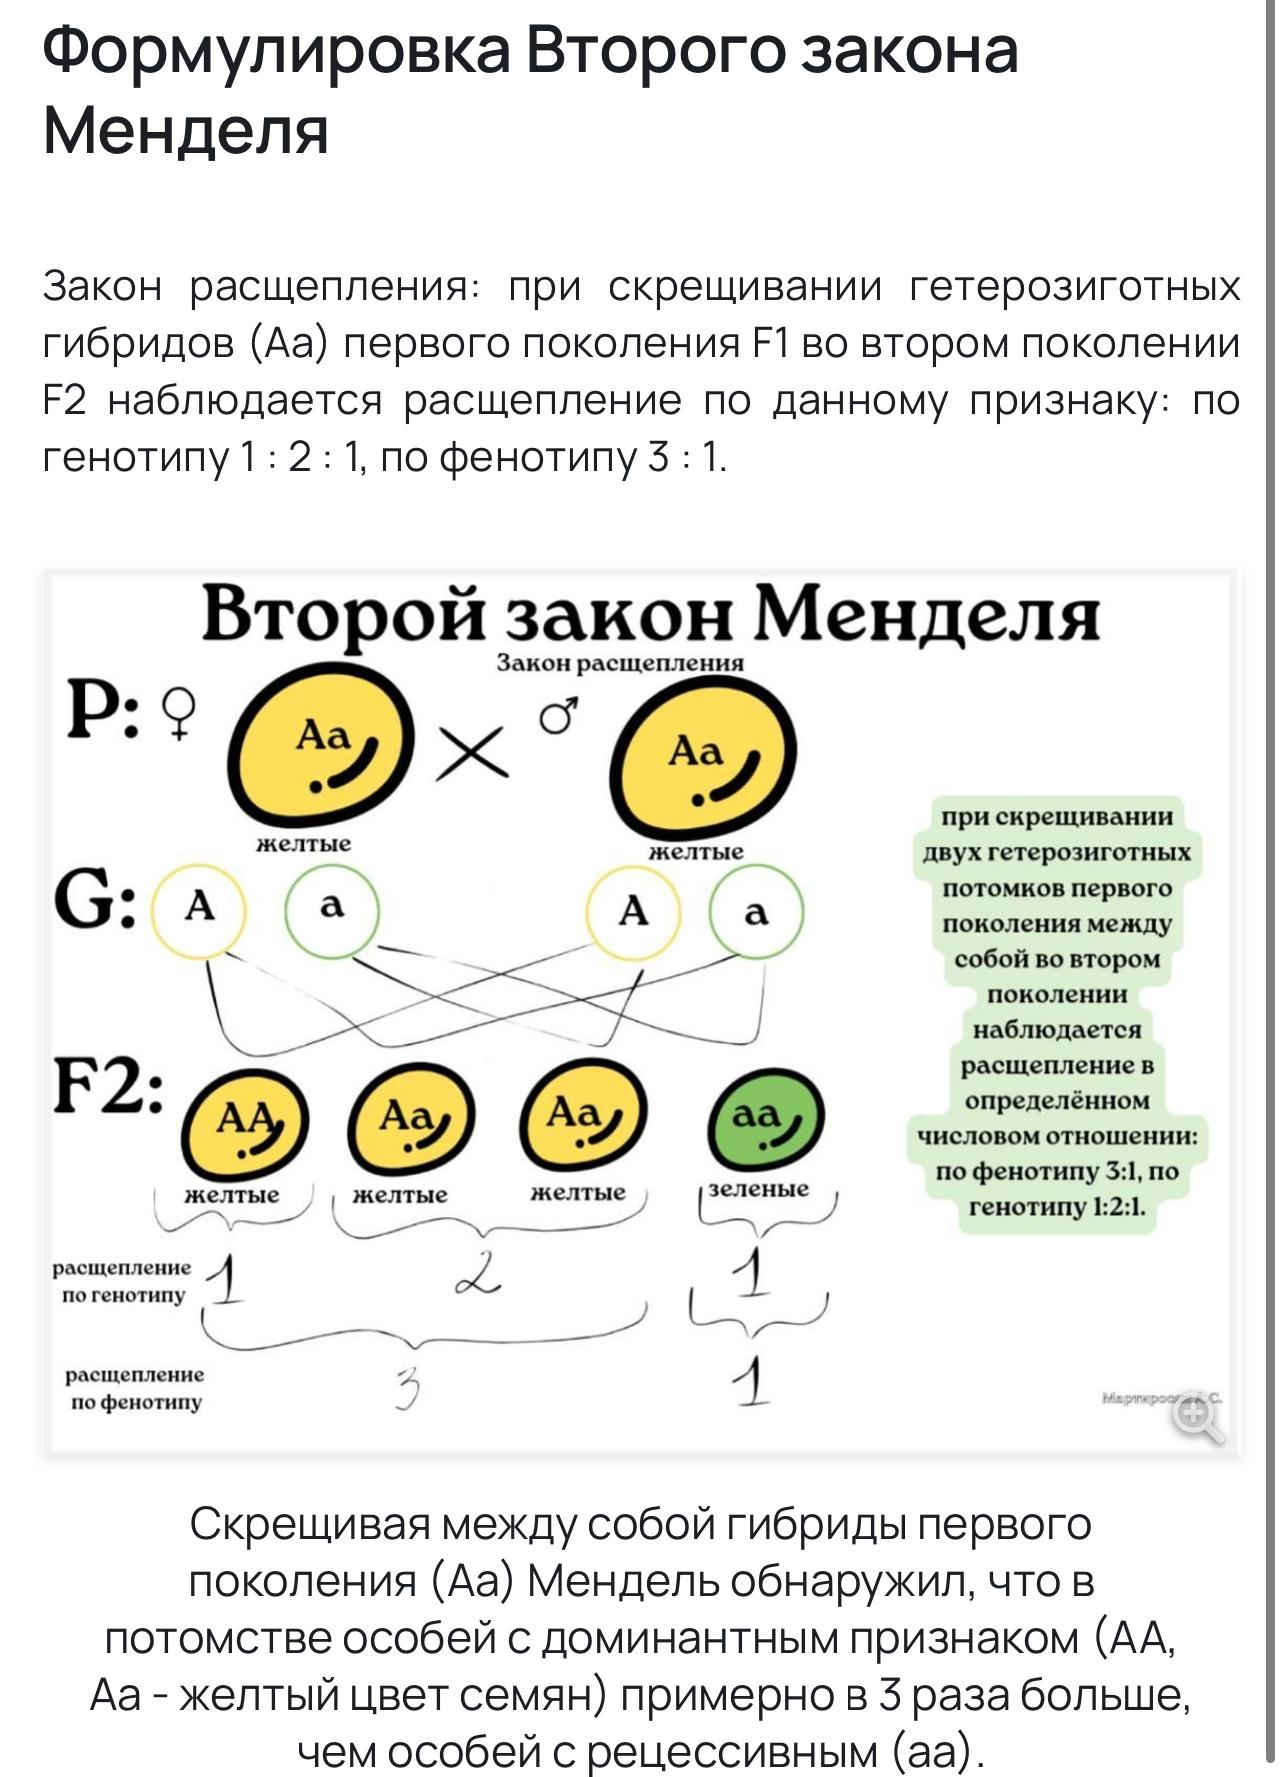 Формулировка Второго закона
Менделя
Закон расщепления: при скрещивании гетерозиготных
гибридов (Аа) первого поколения F1 во втором поколении
F2 наблюдается расщепление по данному признаку: по
генотипу 1 : 2 : 1, по фенотипу 3 : 1.
Второй закон Менделя
Закон расщепления
P: ♀ Аа × ♂ Аа
желтые желтые
G: А а А а
F2: АА Аа Аа аа
желтые желтые желтые зеленые
расщепление
по генотипу 1 2 1
расщепление
по фенотипу 3 1
при скрещивании
двух гетерозиготных
потомков первого
поколения между
собой во втором
поколении
наблюдается
расщепление в
определённом
числовом отношении:
по фенотипу 3:1, по
генотипу 1:2:1.
Скрещивая между собой гибриды первого
поколения (Аа) Мендель обнаружил, что в
потомстве особей с доминантным признаком (АА,
Аа - желтый цвет семян) примерно в 3 раза больше,
чем особей с рецессивным (аа).